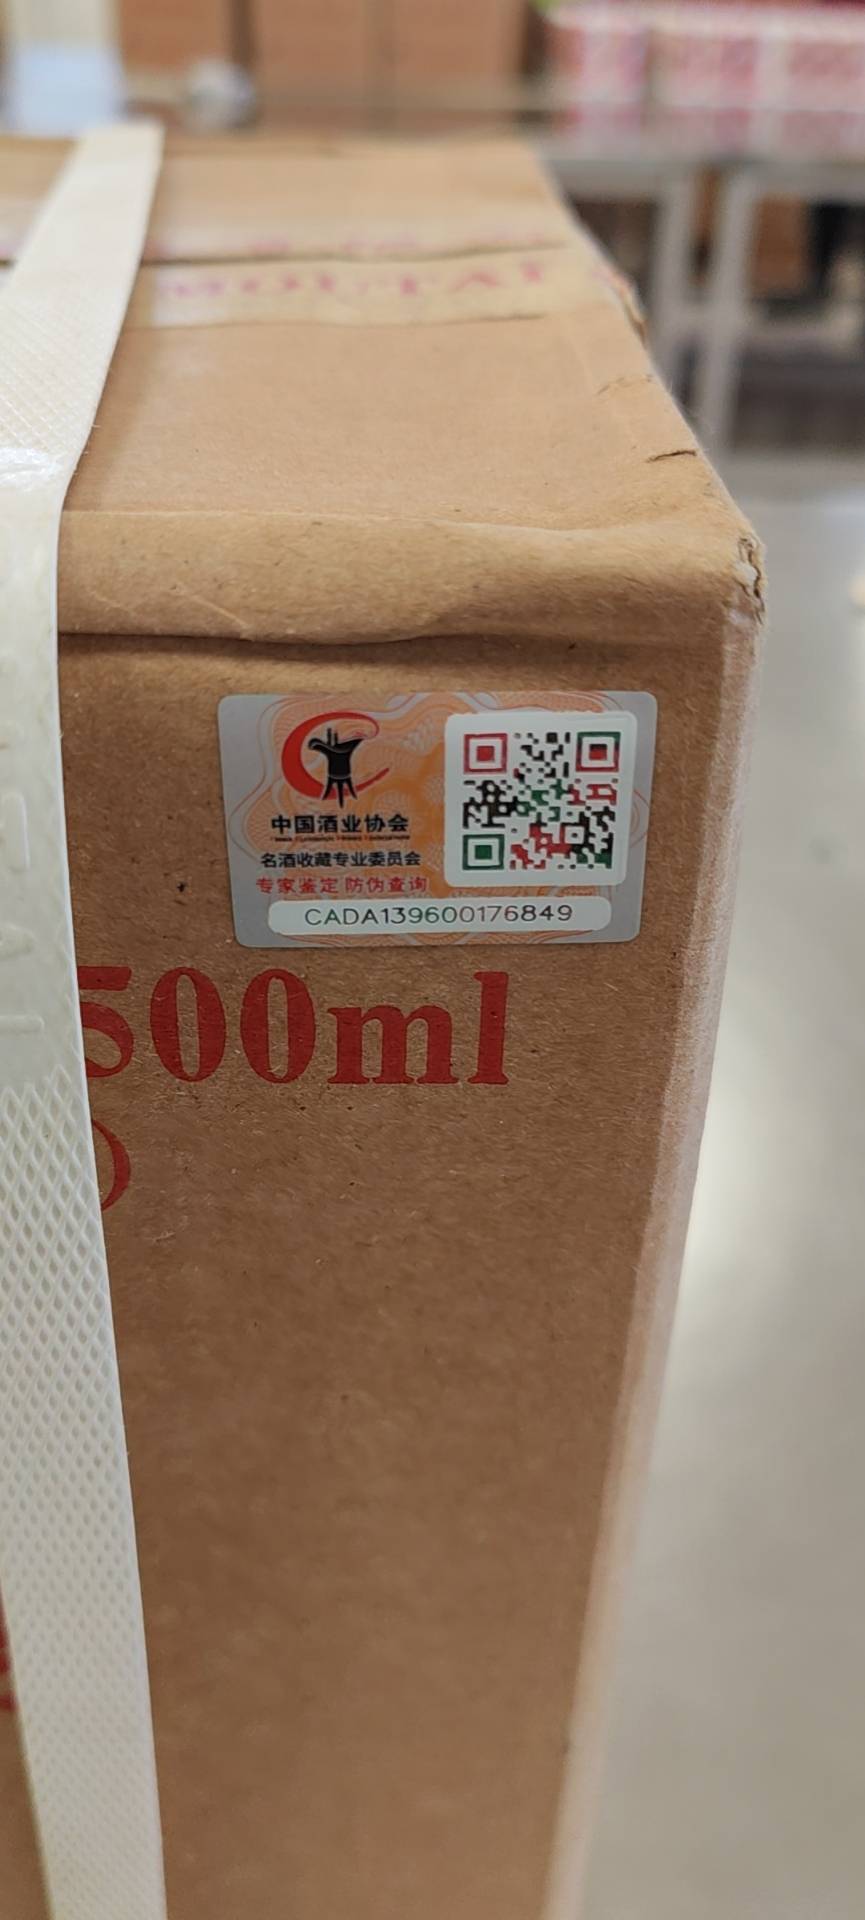 MOUTAI
中国酒业协会
名酒收藏专业委员会
专家鉴定 防伪查询
CADA139600176849
500ml